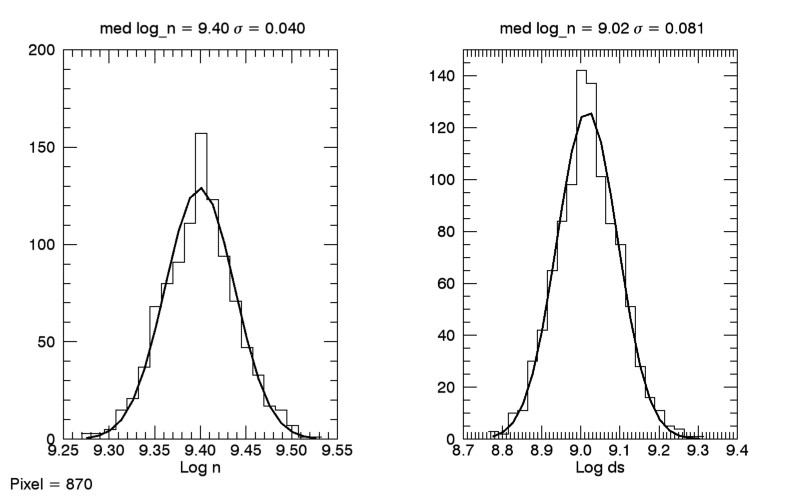 med log_n = 9.40 σ = 0.040
med log_n = 9.02 σ = 0.081
200
150
100
50
0
9.25 9.30 9.35 9.40 9.45 9.50 9.55
Log n
140
120
100
80
60
40
20
0
8.7 8.8 8.9 9.0 9.1 9.2 9.3 9.4
Log ds
Pixel = 870